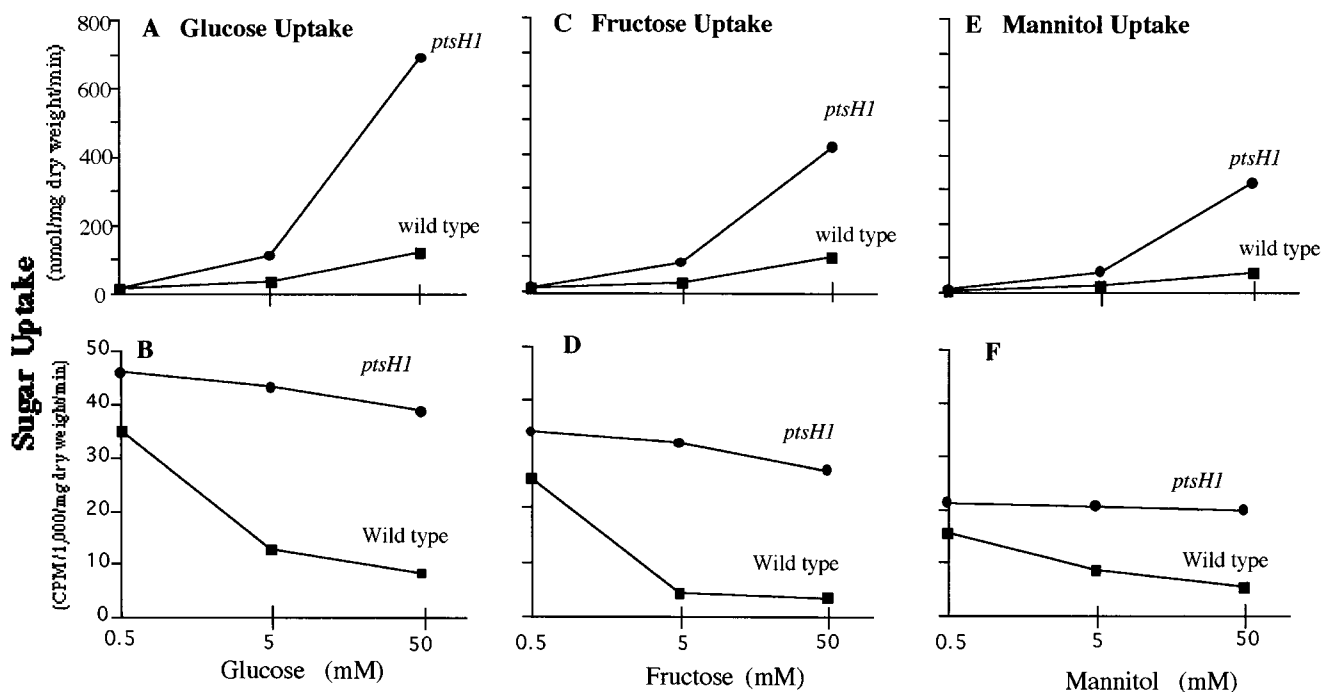 A Glucose Uptake
C Fructose Uptake
E Mannitol Uptake
800
600
400
200
0
ptsH1
wild type
ptsH1
wild type
ptsH1
wild type
Sugar Uptake
(nmol/mg dry weight/min)
(CPM/1,000/mg dry weight/min)
B
D
F
50
40
30
20
10
0
ptsH1
Wild type
ptsH1
Wild type
ptsH1
Wild type
0.5 5 50
0.5 5 50
0.5 5 50
Glucose (mM)
Fructose (mM)
Mannitol (mM)